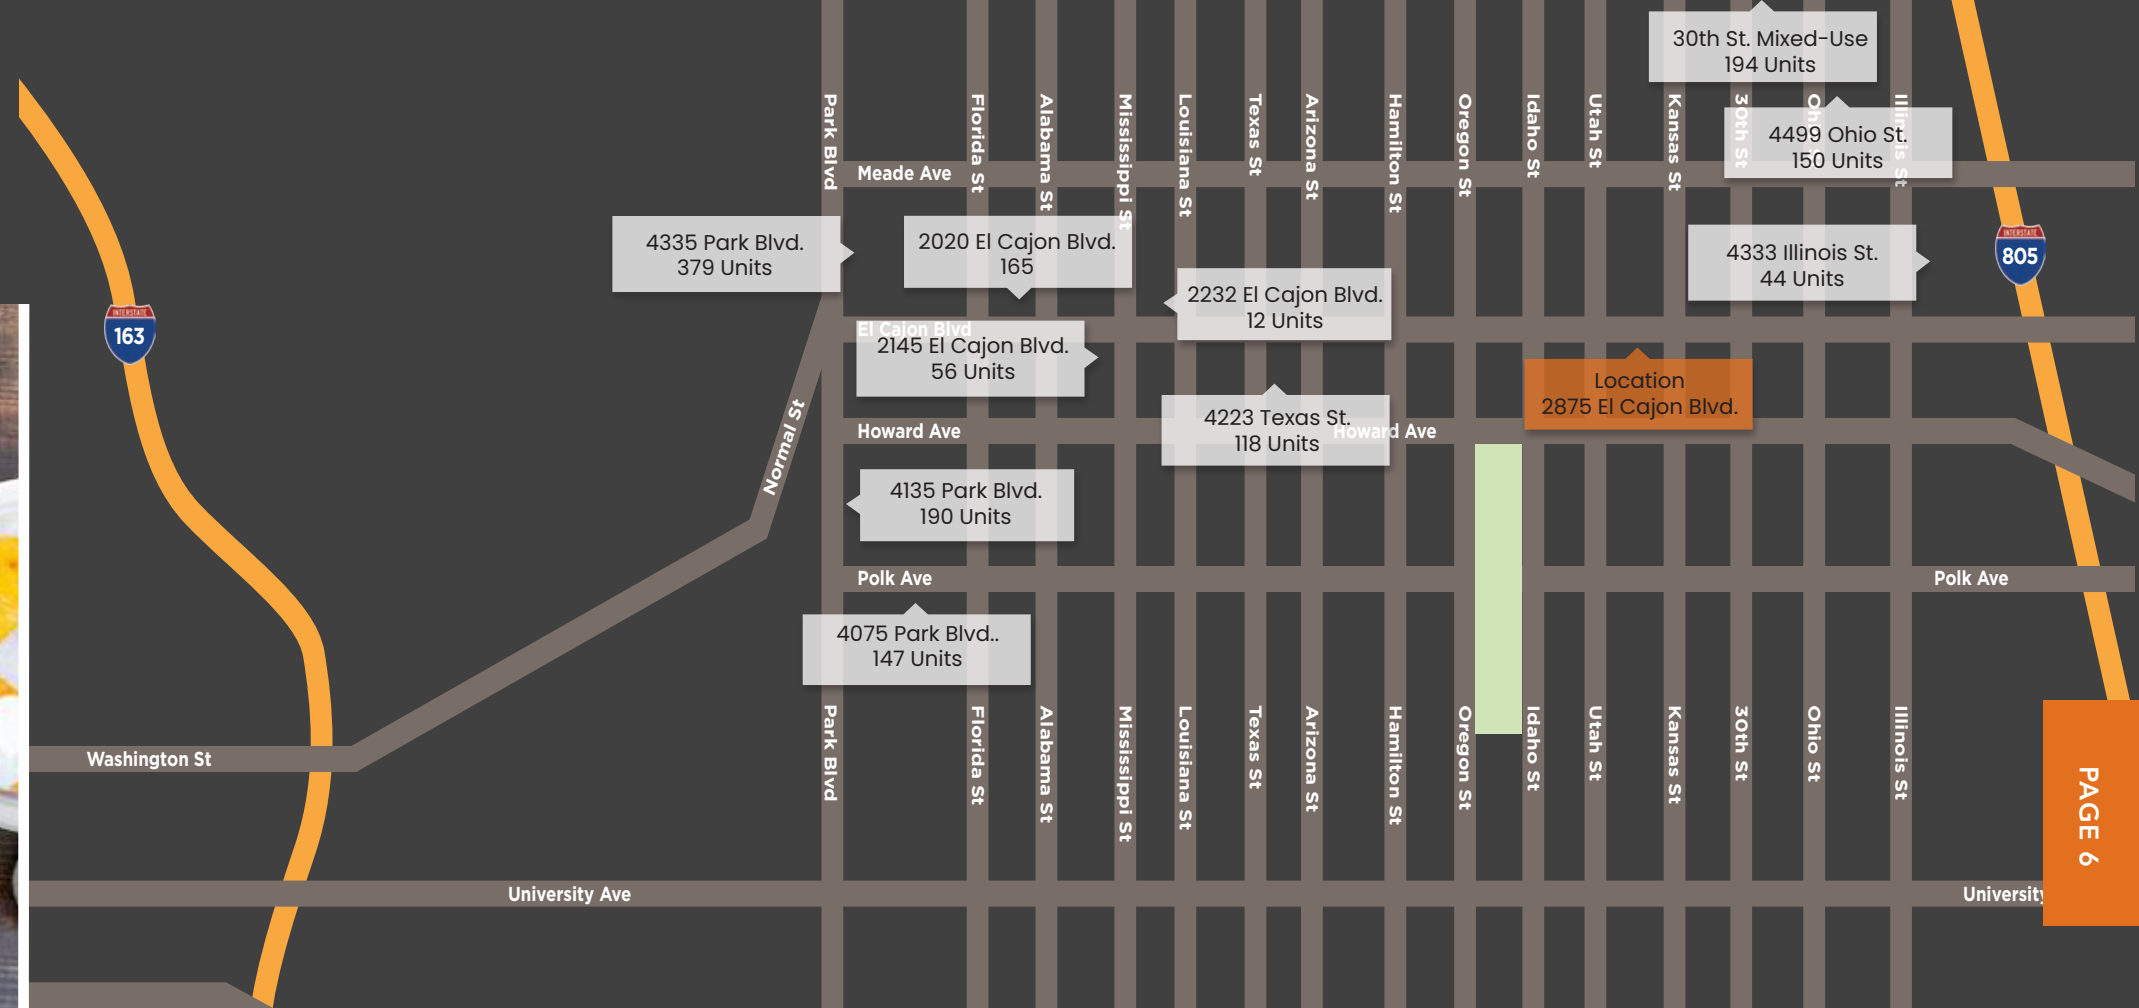 30th St. Mixed-Use
194 Units
4499 Ohio St.
150 Units
Park Blvd
Florida St
Alabama St
Mississippi St
Louisiana St
Texas St
Arizona St
Hamilton St
Oregon St
Idaho St
Utah St
Kansas St
30th St
Ohio St
Illinois St
Meade Ave
4335 Park Blvd.
379 Units
2020 El Cajon Blvd.
165
4333 Illinois St.
44 Units
INTERSTATE
805
2232 El Cajon Blvd.
12 Units
INTERSTATE
163
El Cajon Blvd
2145 El Cajon Blvd.
56 Units
Location
2875 El Cajon Blvd.
4223 Texas St.
118 Units
Normal St
Howard Ave
Howard Ave
4135 Park Blvd.
190 Units
Polk Ave
Polk Ave
4075 Park Blvd..
147 Units
Park Blvd
Florida St
Alabama St
Mississippi St
Louisiana St
Texas St
Arizona St
Hamilton St
Oregon St
Idaho St
Utah St
Kansas St
30th St
Ohio St
Illinois St
Washington St
University Ave
University
PAGE 6